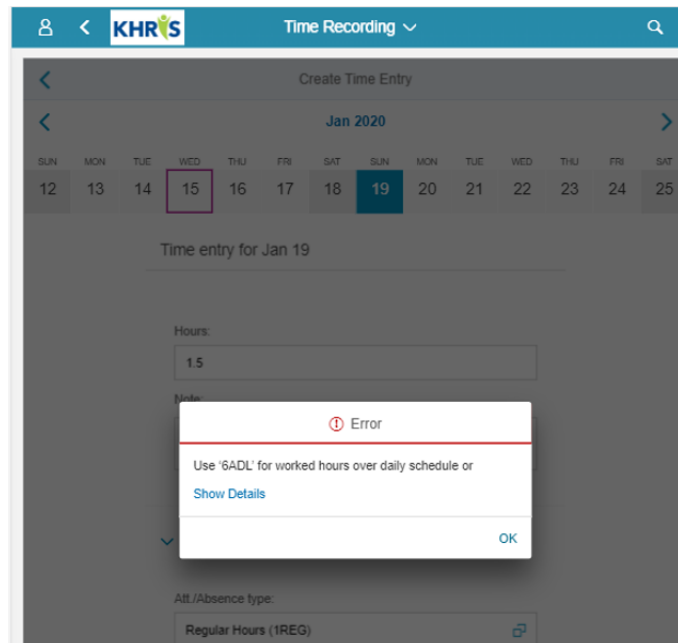 KHRIS
Time Recording
Create Time Entry
Jan 2020
SUN MON TUE WED THU FRI SAT SUN MON TUE WED THU FRI SAT
12 13 14 15 16 17 18 19 20 21 22 23 24 25
Time entry for Jan 19
Hours:
1.5
Note:
Error
Use '6ADL' for worked hours over daily schedule or
Show Details
OK
Att./Absence type:
Regular Hours (1REG)